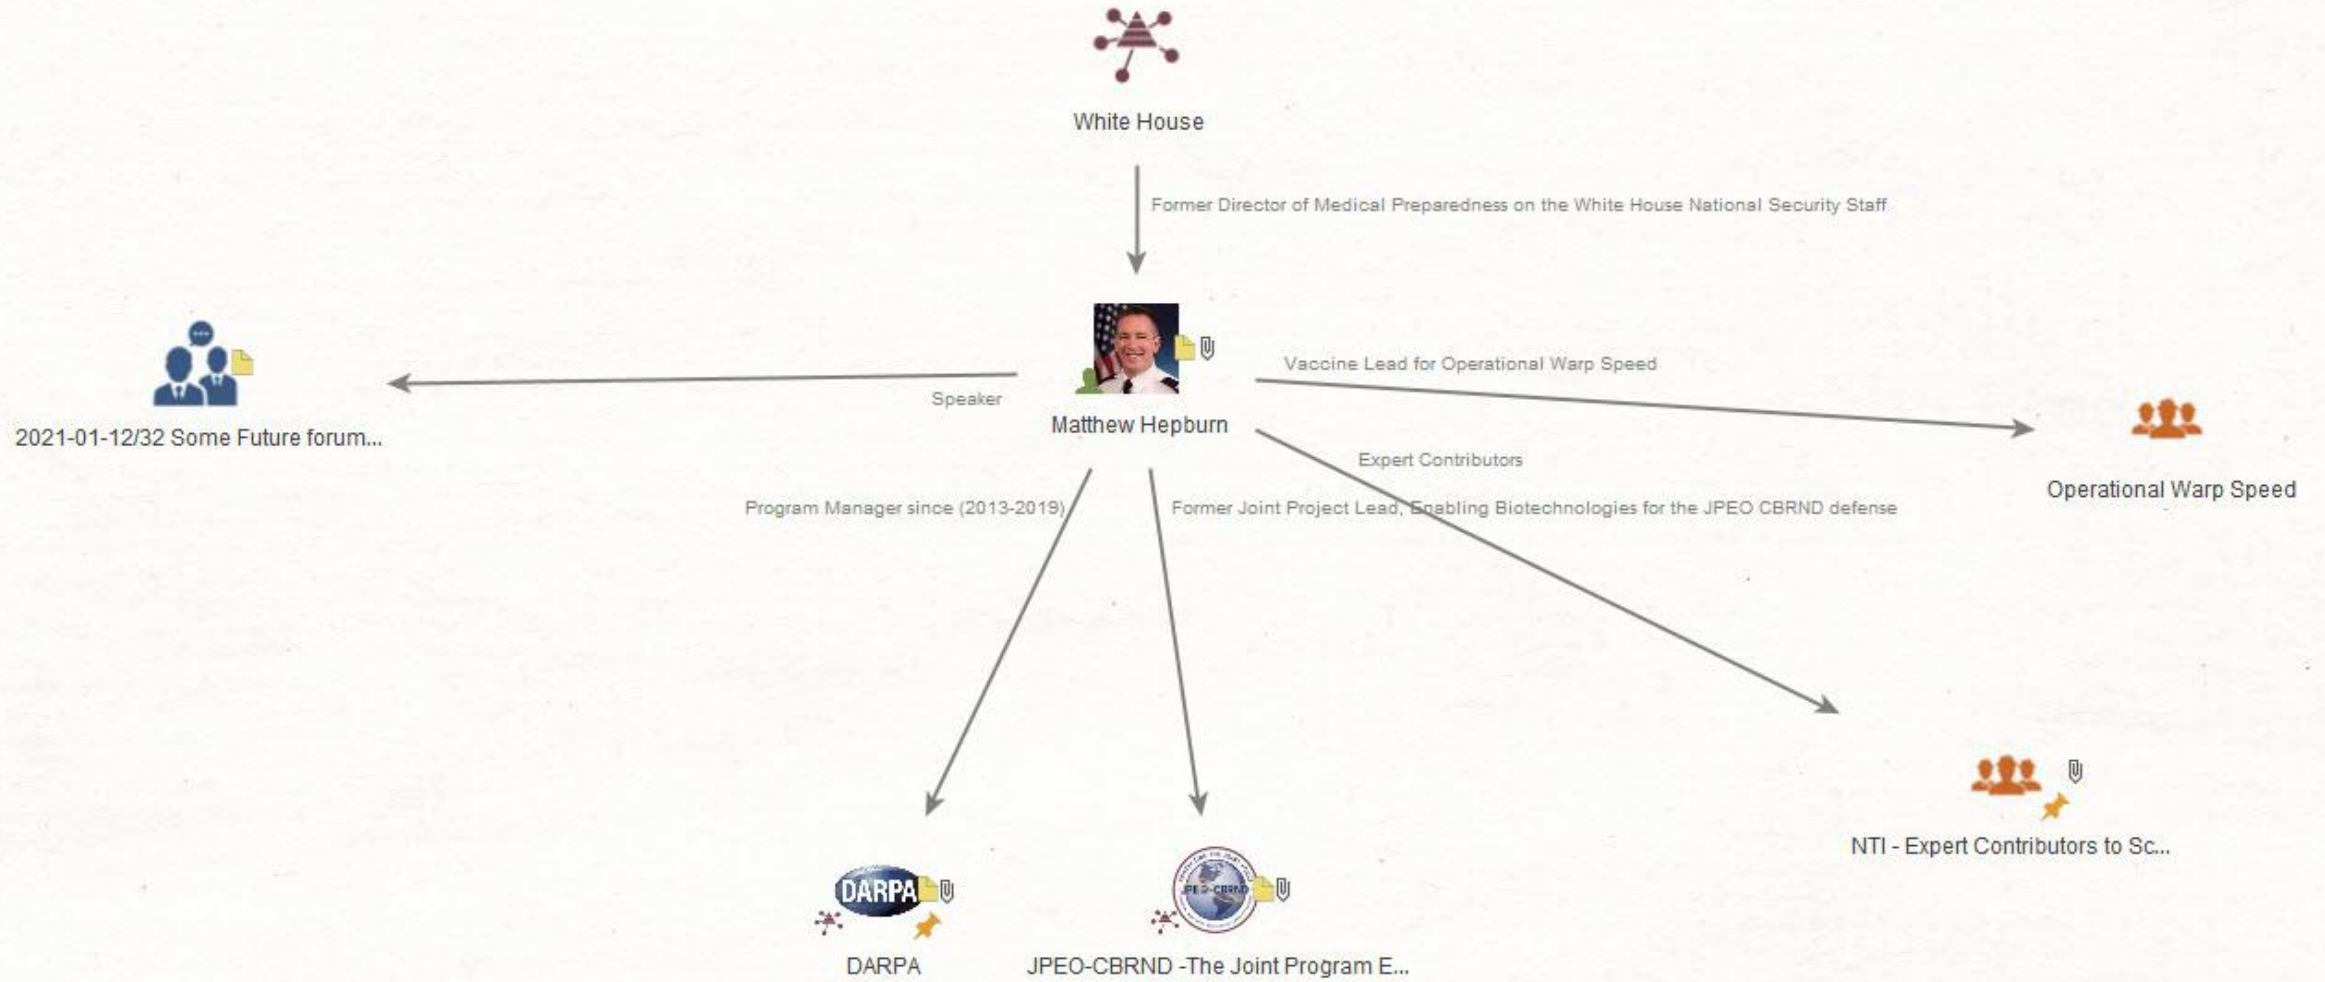 White House
Former Director of Medical Preparedness on the White House National Security Staff
Vaccine Lead for Operational Warp Speed
Speaker
Matthew Hepburn
2021-01-12/32 Some Future forum...
Expert Contributors
Operational Warp Speed
Program Manager since (2013-2019)
Former Joint Project Lead, Enabling Biotechnologies for the JPEO CBRND defense
NTI - Expert Contributors to Sc...
DARPA
JPEO-CBRND
DARPA
JPEO-CBRND -The Joint Program E...